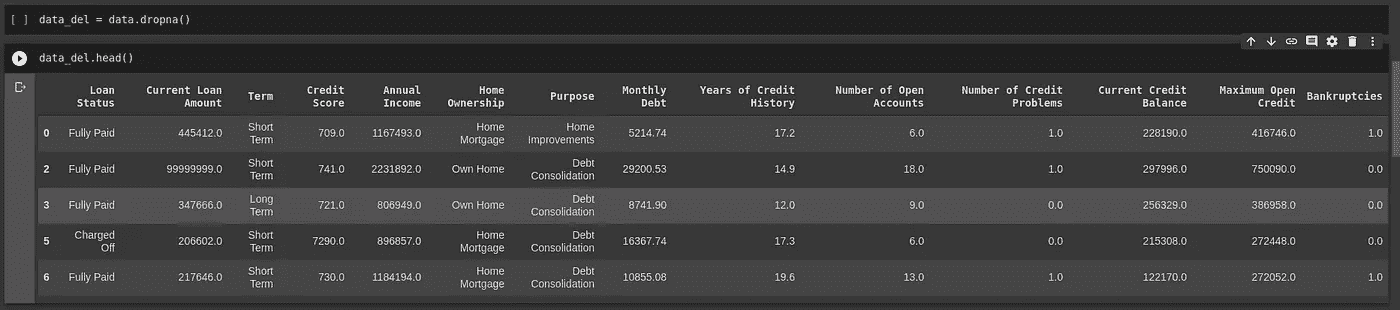 [ ] data_del = data.dropna()
data_del.head()
Loan Status Current Loan Amount Term Credit Score Annual Income Home Ownership Purpose Monthly Debt Years of Credit History Number of Open Accounts Number of Credit Problems Current Credit Balance Maximum Open Credit Bankruptcies
0 Fully Paid 445412.0 Short Term 709.0 1167493.0 Home Mortgage Home Improvements 5214.74 17.2 6.0 1.0 228190.0 416746.0 1.0
2 Fully Paid 99999999.0 Short Term 741.0 2231892.0 Own Home Debt Consolidation 29200.53 14.9 18.0 1.0 297996.0 750090.0 0.0
3 Fully Paid 347666.0 Long Term 721.0 806949.0 Own Home Debt Consolidation 8741.90 12.0 9.0 0.0 256329.0 386958.0 0.0
5 Charged Off 206602.0 Short Term 7290.0 896857.0 Home Mortgage Debt Consolidation 16367.74 17.3 6.0 0.0 215308.0 272448.0 0.0
6 Fully Paid 217646.0 Short Term 730.0 1184194.0 Home Mortgage Debt Consolidation 10855.08 19.6 13.0 1.0 122170.0 272052.0 1.0